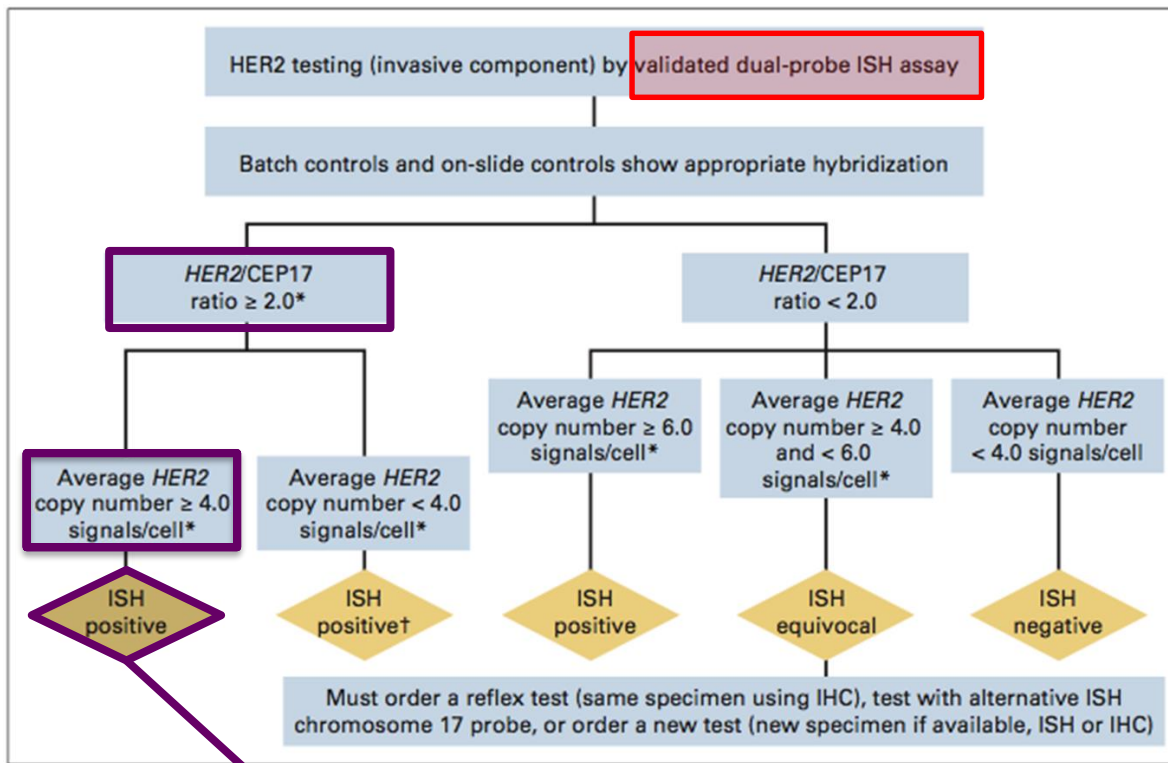 HER2 testing (invasive component) by validated dual-probe ISH assay
Batch controls and on-slide controls show appropriate hybridization
HER2/CEP17
ratio ≥ 2.0*
HER2/CEP17
ratio < 2.0
Average HER2
copy number ≥ 4.0
signals/cell*
Average HER2
copy number < 4.0
signals/cell*
Average HER2
copy number ≥ 6.0
signals/cell*
Average HER2
copy number ≥ 4.0
and < 6.0
signals/cell*
Average HER2
copy number
< 4.0 signals/cell
ISH
positive
ISH
positive†
ISH
positive
ISH
equivocal
ISH
negative
Must order a reflex test (same specimen using IHC), test with alternative ISH
chromosome 17 probe, or order a new test (new specimen if available, ISH or IHC)